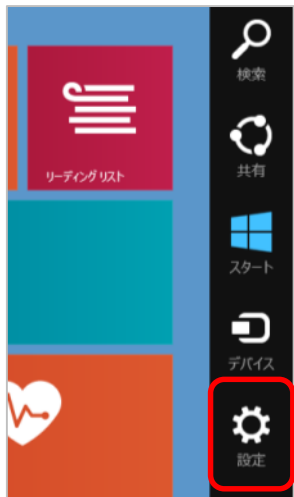 検索
リーディング リスト
共有
スタート
デバイス
設定